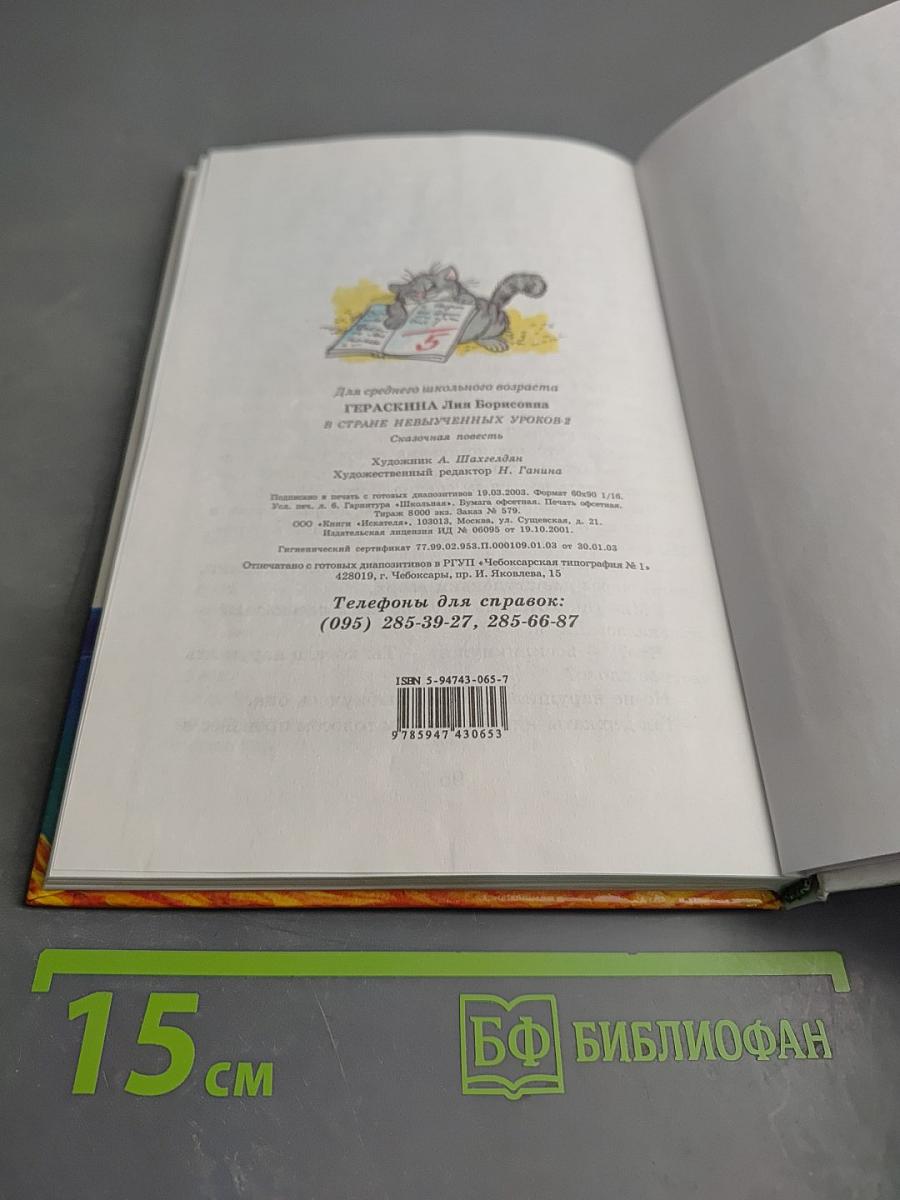 5
Для среднего школьного возраста
ГЕРАСКИНА Лия Борисовна
В СТРАНЕ НЕВЫУЧЕННЫХ УРОКОВ-2
Сказочная повесть
Художник А. Шахгелдян
Художественный редактор Н. Ганина
Подписано в печать с готовых диапозитивов 19.03.2003. Формат 60х90 1/16.
Усл. печ. л. 6. Гарнитура «Школьная». Бумага офсетная. Печать офсетная.
Тираж 8000 экз. Заказ № 579.
ООО «Книги «Искателя», 103013, Москва, ул. Сущевская, д. 21.
Издательская лицензия ИД № 06095 от 19.10.2001.
Гигиенический сертификат 77.99.02.953.П.000109.01.03 от 30.01.03
Отпечатано с готовых диапозитивов в РГУП «Чебоксарская типография № 1»
428019, г. Чебоксары, пр. И. Яковлева, 15
Телефоны для справок:
(095) 285-39-27, 285-66-87
ISBN 5-94743-065-7
9 785947 430653
15 см
БФ БИБЛИОФАН